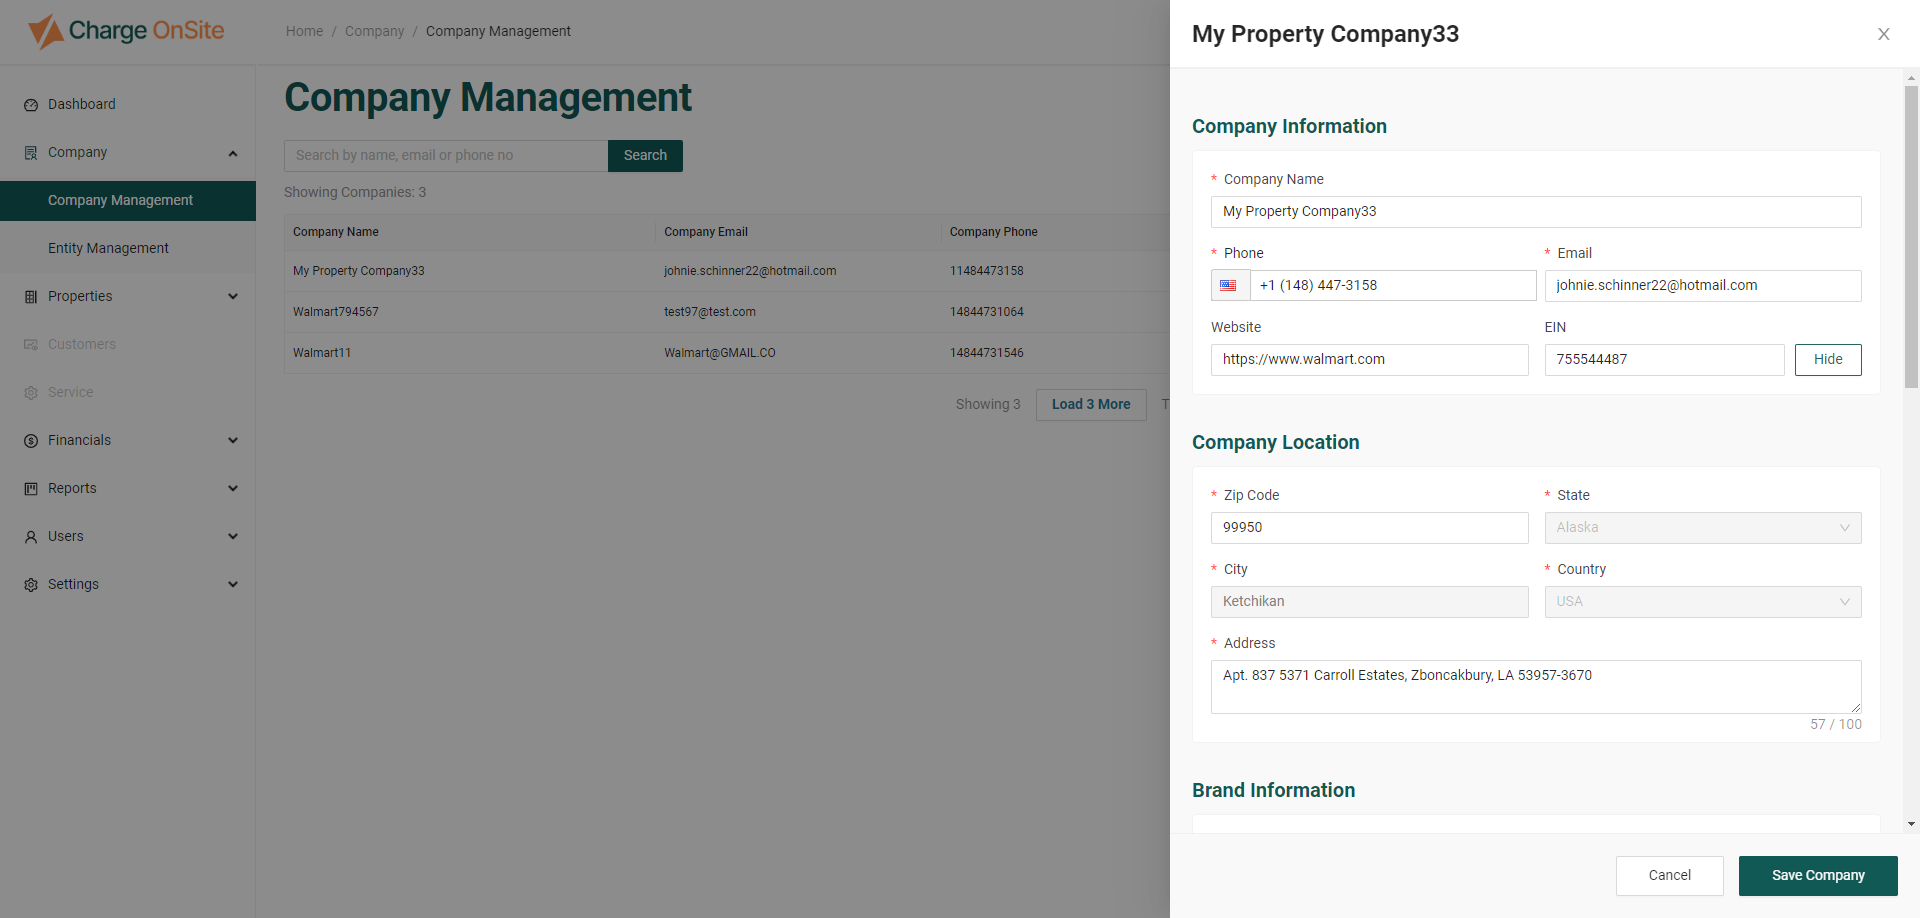 Charge OnSite
Home / Company / Company Management
Dashboard
Company
Company Management
Entity Management
Properties
Customers
Service
Financials
Reports
Users
Settings
Company Management
Search by name, email or phone no
Search
Showing Companies: 3
Company Name Company Email Company Phone
My Property Company33 johnie.schinner22@hotmail.com 11484473158
Walmart794567 test97@test.com 14844731064
Walmart11 Walmart@GMAIL.CO 14844731546
Showing 3 Load 3 More T
My Property Company33
Company Information
* Company Name
My Property Company33
* Phone * Email
+1 (148) 447-3158 johnie.schinner22@hotmail.com
Website EIN
https://www.walmart.com 755544487 Hide
Company Location
* Zip Code * State
99950 Alaska
* City * Country
Ketchikan USA
* Address
Apt. 837 5371 Carroll Estates, Zboncakbury, LA 53957-3670
57 / 100
Brand Information
Cancel Save Company